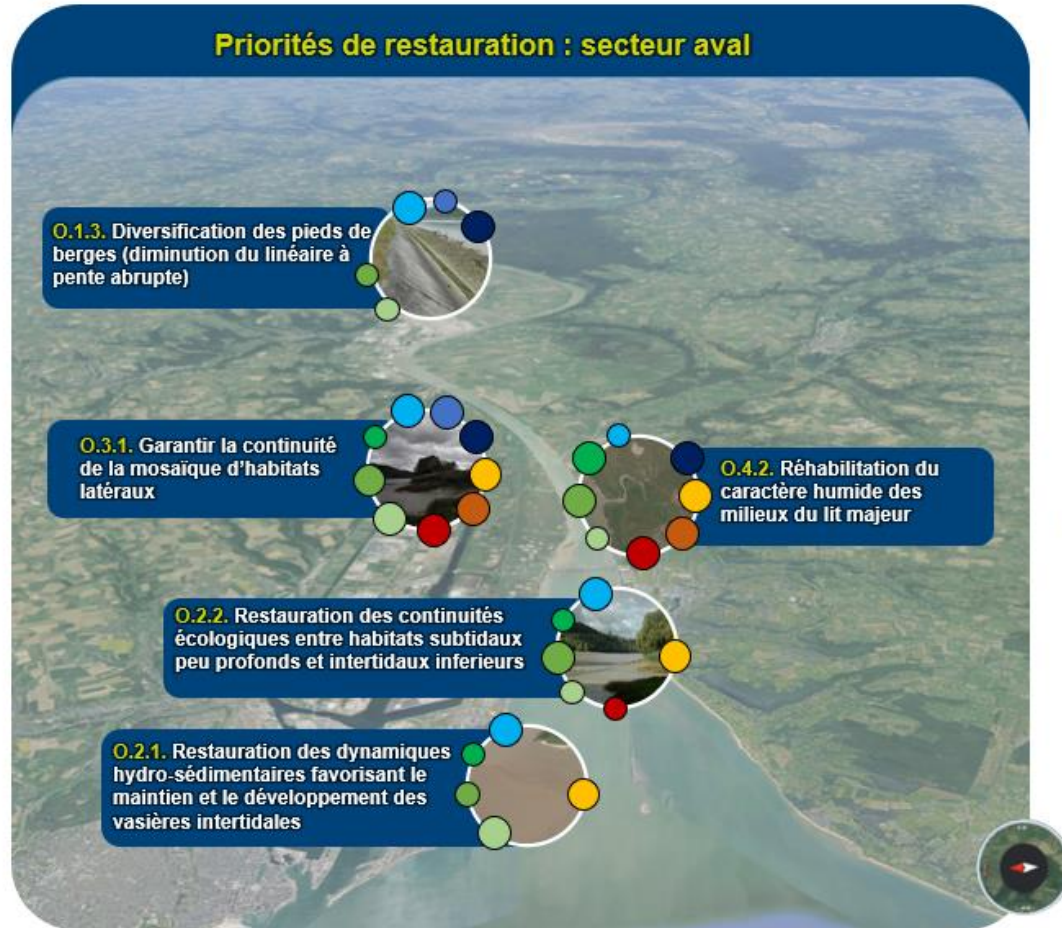 Priorités de restauration : secteur aval
O.1.3. Diversification des pieds de
berges (diminution du linéaire à
pente abrupte)
O.3.1. Garantir la continuité
de la mosaïque d'habitats
latéraux
O.4.2. Réhabilitation du
caractère humide des
milieux du lit majeur
O.2.2. Restauration des continuités
écologiques entre habitats subtidaux
peu profonds et intertidaux inferieurs
O.2.1. Restauration des dynamiques
hydro-sédimentaires favorisant le
maintien et le développement des
vasières intertidales